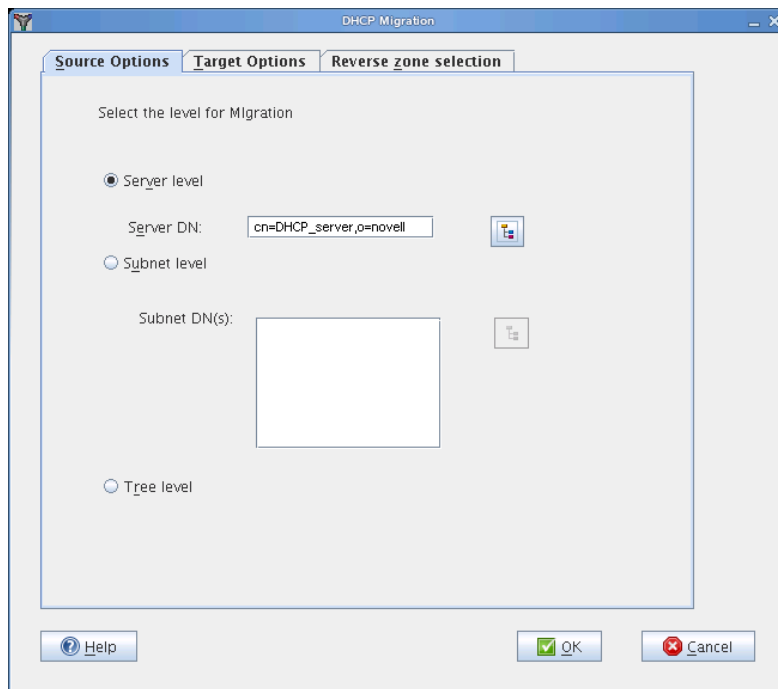 DHCP Migration
Source Options Target Options Reverse zone selection
Select the level for MIgration
Server level
Server DN: cn=DHCP_server,o=novell
Subnet level
Subnet DN(s):
Tree level
Help OK Cancel